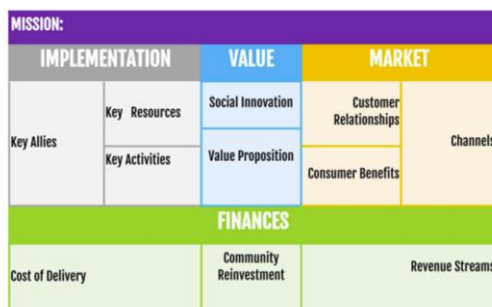 MISSION:
IMPLEMENTATION
VALUE
MARKET
Key Allies
Key Resources
Key Activities
Social Innovation
Value Proposition
Customer
Relationships
Consumer Benefits
Channels
FINANCES
Cost of Delivery
Community
Reinvestment
Revenue Streams